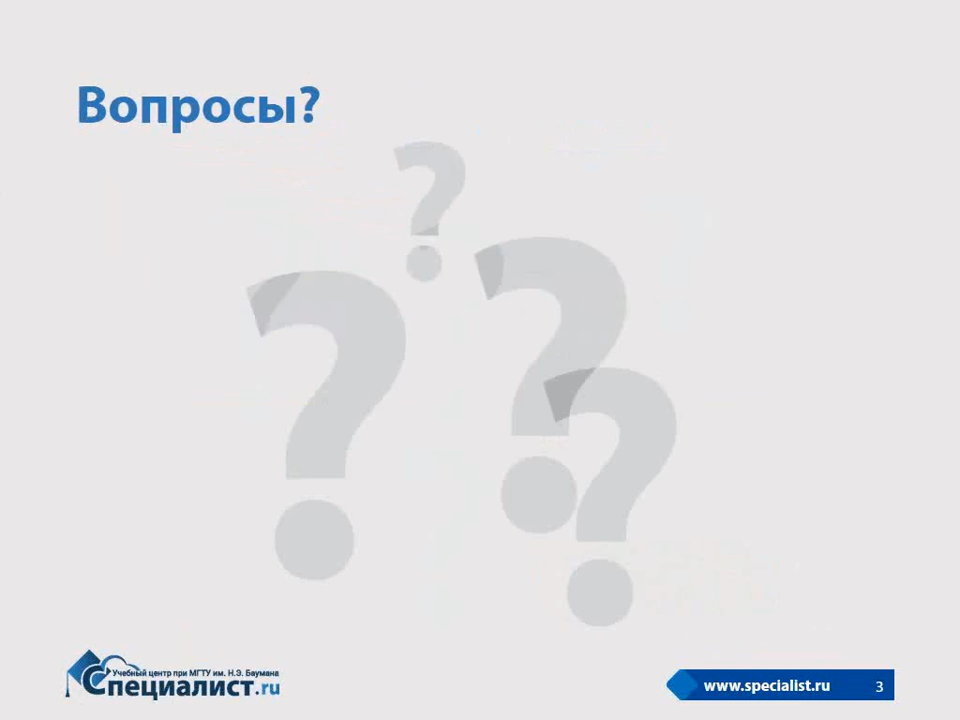 Вопросы?
?
?
?
?
Учебный центр при МГТУ им. Н.Э. Баумана
Специалист.ru
www.specialist.ru 3